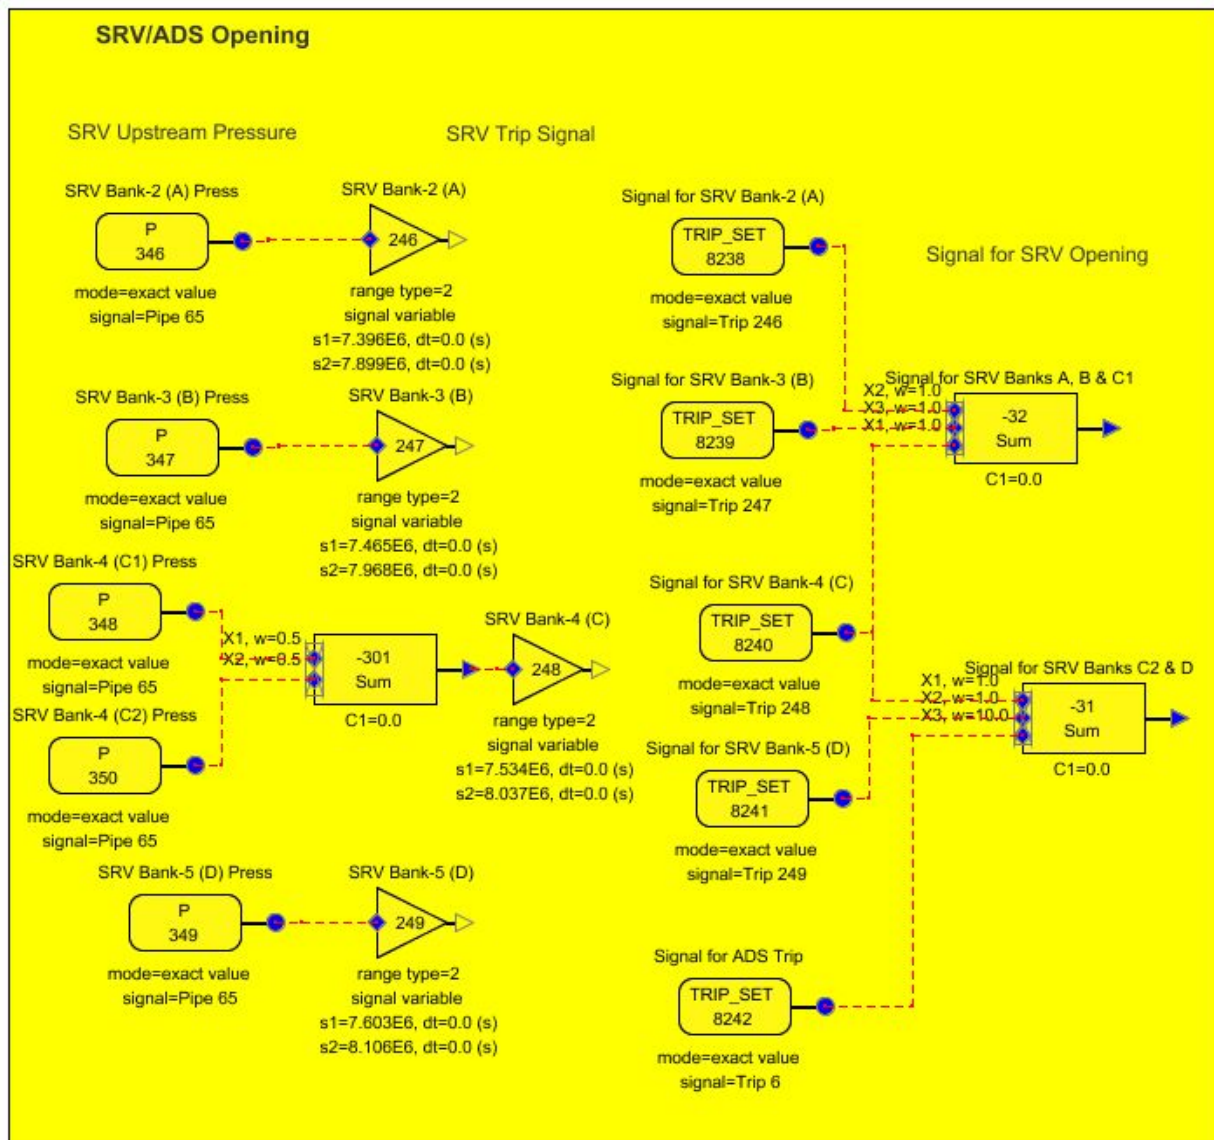 SRV/ADS Opening
SRV Upstream Pressure
SRV Trip Signal
SRV Bank-2 (A) Press
P
346
mode=exact value
signal=Pipe 65
SRV Bank-2 (A)
246
range type=2
signal variable
s1=7.396E6, dt=0.0 (s)
s2=7.899E6, dt=0.0 (s)
SRV Bank-3 (B) Press
P
347
mode=exact value
signal=Pipe 65
SRV Bank-3 (B)
247
range type=2
signal variable
s1=7.465E6, dt=0.0 (s)
s2=7.968E6, dt=0.0 (s)
SRV Bank-4 (C1) Press
P
348
mode=exact value
signal=Pipe 65
SRV Bank-4 (C2) Press
P
350
mode=exact value
signal=Pipe 65
X1, w=0.5
X2, w=0.5
-301
Sum
C1=0.0
SRV Bank-4 (C)
248
range type=2
signal variable
s1=7.534E6, dt=0.0 (s)
s2=8.037E6, dt=0.0 (s)
SRV Bank-5 (D) Press
P
349
mode=exact value
signal=Pipe 65
SRV Bank-5 (D)
249
range type=2
signal variable
s1=7.603E6, dt=0.0 (s)
s2=8.106E6, dt=0.0 (s)
Signal for SRV Bank-2 (A)
TRIP_SET
8238
mode=exact value
signal=Trip 246
Signal for SRV Bank-3 (B)
TRIP_SET
8239
mode=exact value
signal=Trip 247
Signal for SRV Bank-4 (C)
TRIP_SET
8240
mode=exact value
signal=Trip 248
Signal for SRV Bank-5 (D)
TRIP_SET
8241
mode=exact value
signal=Trip 249
Signal for ADS Trip
TRIP_SET
8242
mode=exact value
signal=Trip 6
Signal for SRV Opening
Signal for SRV Banks A, B & C1
X2, w=1.0
X3, w=1.0
X1, w=1.0
-32
Sum
C1=0.0
Signal for SRV Banks C2 & D
X1, w=1.0
X2, w=1.0
X3, w=10.0
-31
Sum
C1=0.0